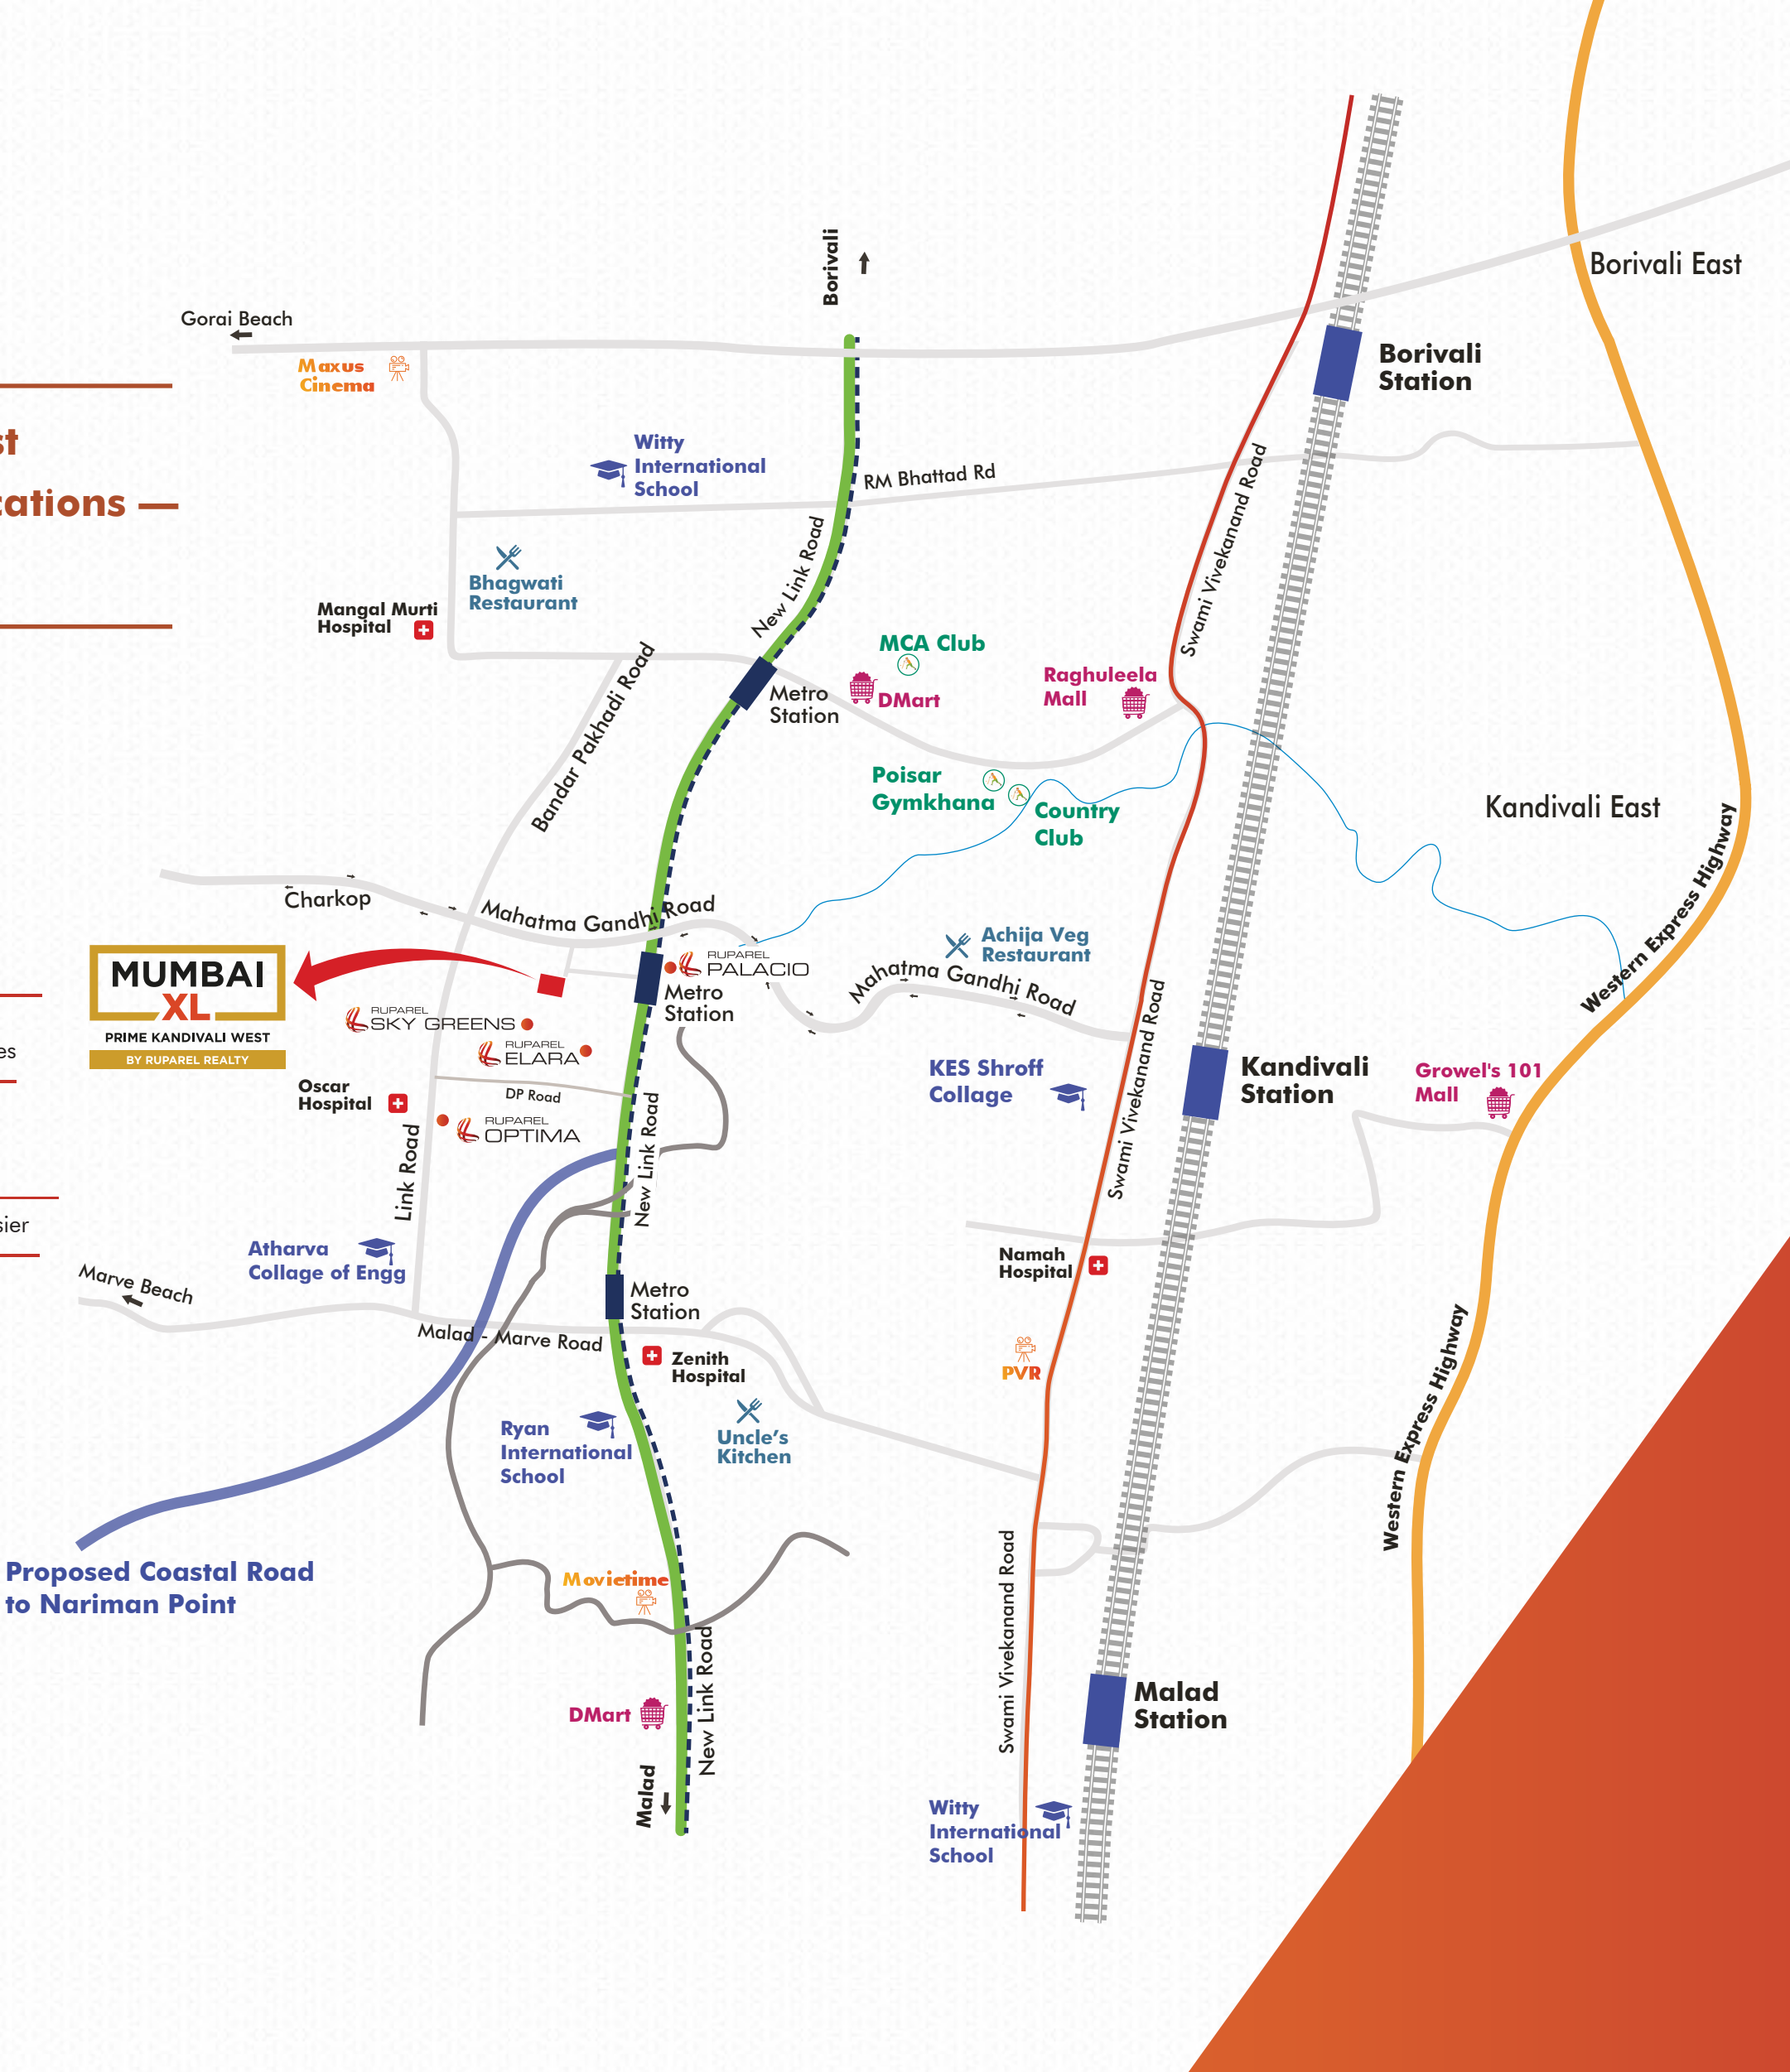 Borivali
Borivali East
Gorai Beach
Maxus
Cinema
Borivali
Station
st
cations —
Witty
International
School
RM Bhattad Rd
Swami Vivekanand Road
New Link Road
Bhagwati
Restaurant
Mangal Murti
Hospital
MCA Club
DMart
Raghuleela
Mall
Metro
Station
Bandar Pakhadi Road
Poisar
Gymkhana
Country
Club
Kandivali East
Western Express Highway
Charkop
Mahatma Gandhi Road
MUMBAI
XL
PRIME KANDIVALI WEST
BY RUPAREL REALTY
RUPAREL
PALACIO
Metro
Station
Achija Veg
Restaurant
Mahatma Gandhi Road
RUPAREL
SKY GREENS
RUPAREL
ELARA
es
Oscar
Hospital
DP Road
RUPAREL
OPTIMA
KES Shroff
Collage
Kandivali
Station
Growel's 101
Mall
Swami Vivekanand Road
New Link Road
Link Road
sier
Atharva
Collage of Engg
Namah
Hospital
Marve Beach
Metro
Station
Malad - Marve Road
Zenith
Hospital
PVR
Western Express Highway
Ryan
International
School
Uncle's
Kitchen
Proposed Coastal Road
to Nariman Point
Movietime
Swami Vivekanand Road
New Link Road
DMart
Malad
Station
Malad
Witty
International
School